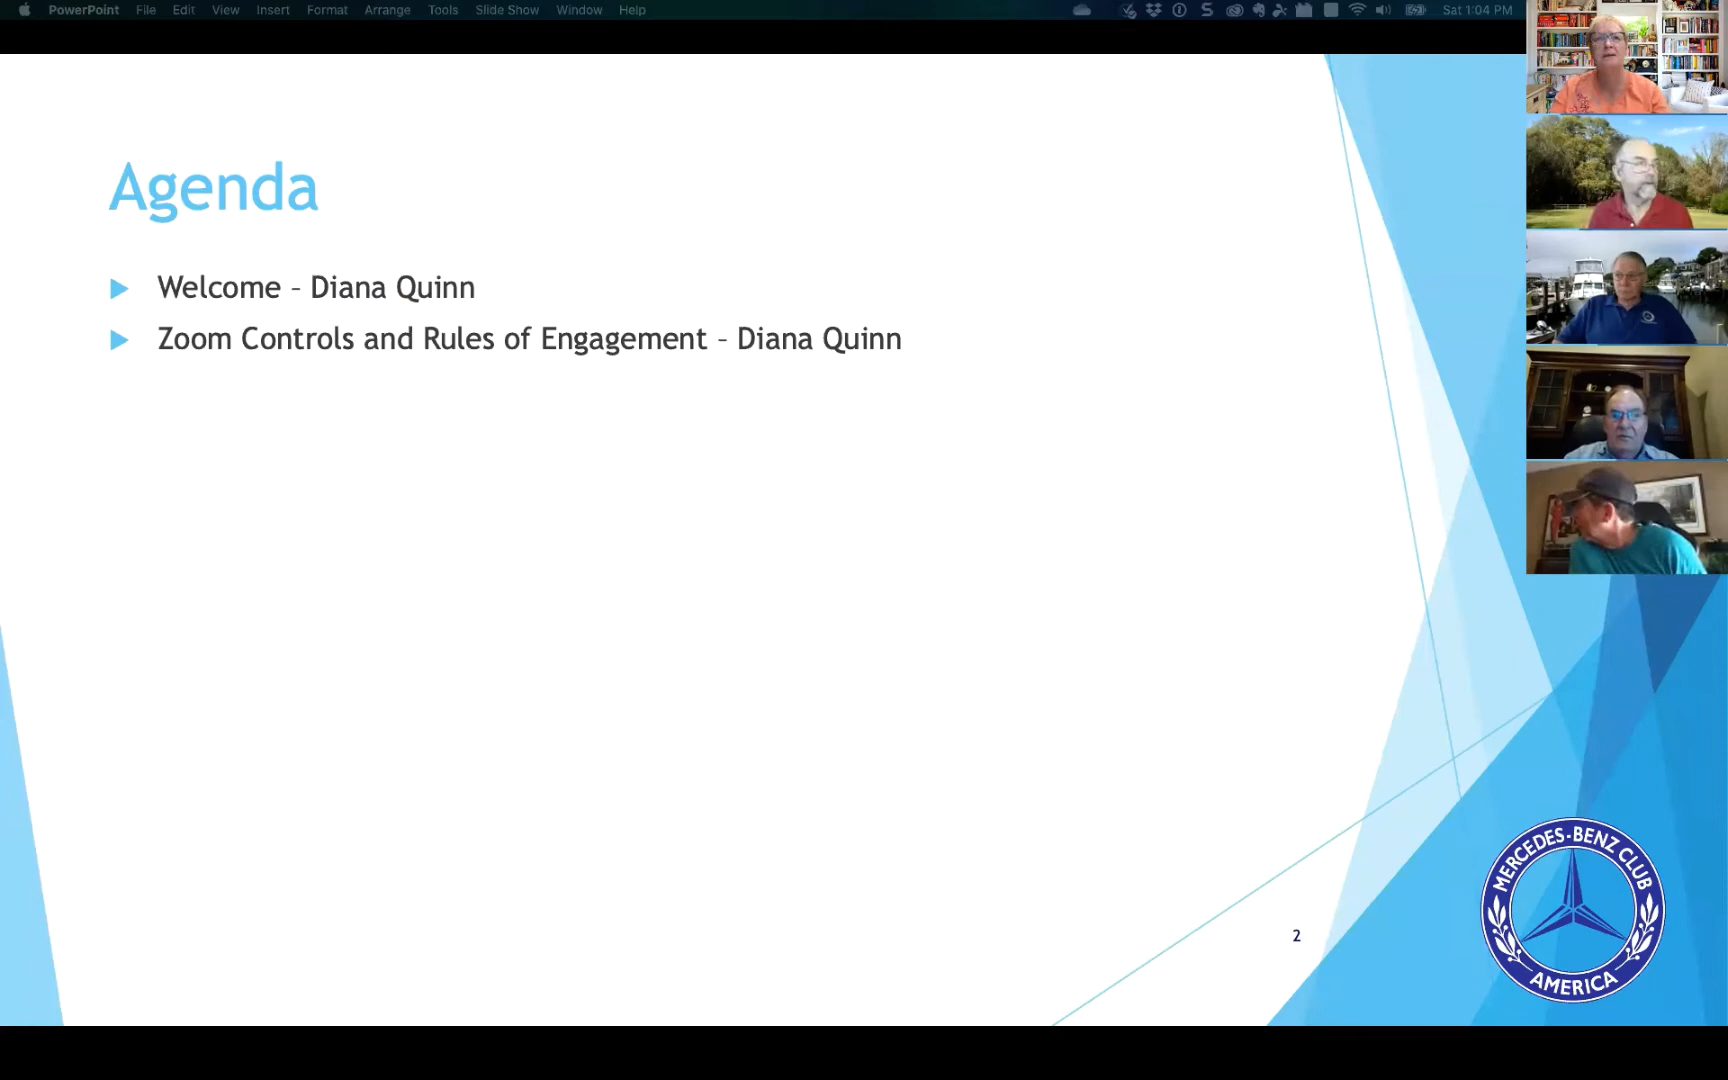 PowerPoint File Edit View Insert Format Arrange Tools Slide Show Window Help Sat 1:04 PM
Agenda
Welcome – Diana Quinn
Zoom Controls and Rules of Engagement – Diana Quinn
2
MERCEDES-BENZ CLUB
AMERICA